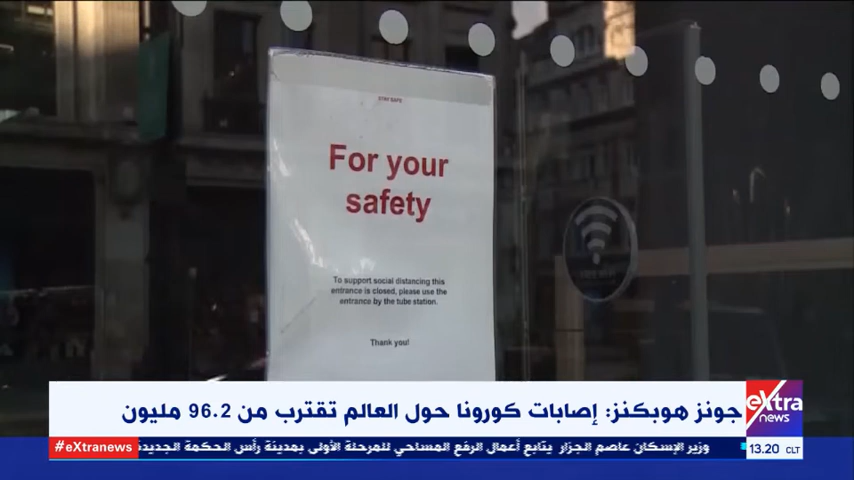 STAY SAFE
For your
safety
To support social distancing this
entrance is closed, please use the
entrance by the tube station.
Thank you!
جونز هوبكنز: إصابات كورونا حول العالم تقترب من 96.2 مليون
eXtra
news
#eXtranews
وزير الإسكان عاصم الجزار يتابع أعمال الرفع المساحي للمرحلة الأولى بمدينة رأس الحكمة الجديدة
13.20 CLT